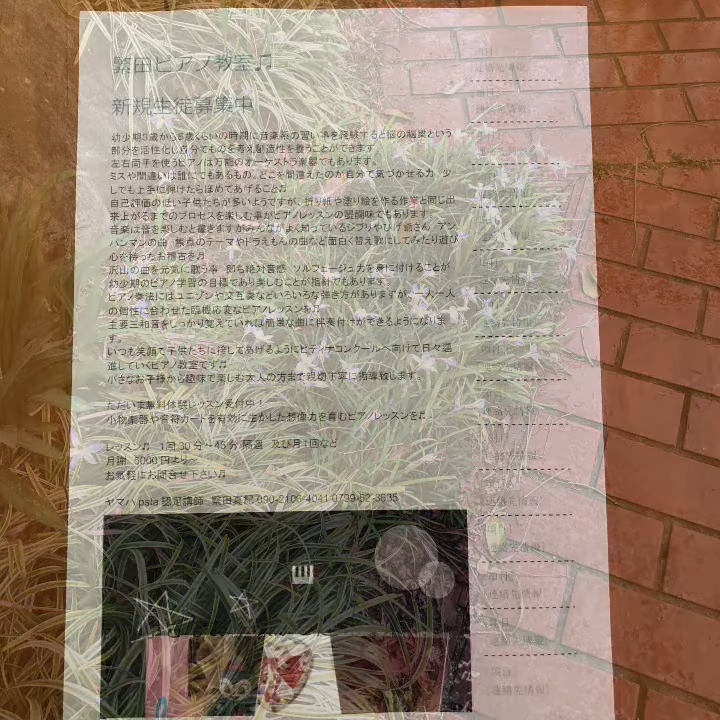 繁田ピアノ教室♫
新規生徒募集中
幼少期3歳から6歳くらいの時期に音楽系の習い事を経験すると脳の脳梁という
部分を活性化し自分でものを考え創造性を養うことができます
左右両手を使うピアノは万能のオーケストラ楽器でもあります。
ミスや間違いは誰にでもあるもの。どこを間違えたのか自分で気づかせる力 少
しでも上手に弾けたらほめてあげること♫
自己評価の低い子供たちが多いようですが、折り紙や塗り絵を作る作業と同じ出
来上がるまでのプロセスを楽しむ事がピアノレッスンの醍醐味でもあります
音楽は音を楽しむと書きますがみんながよく知っているジブリやひげ爺さん アン
パンマンの曲 のテーマやドラえもんの曲など面白く替え歌にしてみたり遊び
心を持ったお稽古を♫
沢山の曲を元気に歌う事 即ち絶対音感 ソルフェージュ力を身に付けることが
幼少期のピアノ学習の目標であり楽しむことが指針でもあります。
ピアノ奏法にはユニゾンや交互奏などいろいろな弾き方がありますが、一人一人
の個性に合わせた臨機応変なピアノレッスンを♫
主要三和音をしっかり覚えていれば簡単な曲に伴奏付けができるようになりま
す。
いつも笑顔で子供たちに接してあげるようにピティナコンクールへ向けて日々邁
進していくピアノ教室です♫
小さなお子様から趣味で楽しむ大人の方まで親切丁寧に指導致します。
ただいま無料体験レッスン受付中！
小物楽器や音符カードを有効に生かした想像力を育むピアノレッスンを♫
レッスン♫ 1回30分～45分 隔週 及び月1回など
月謝 6000円より～
お気軽にお問合せ下さい♫
ヤマハpsta 認定講師 繁田 090-2106-4041 0799-52-3835
連絡先情報]
連絡先情報]
連絡先情報]
連絡先情報]